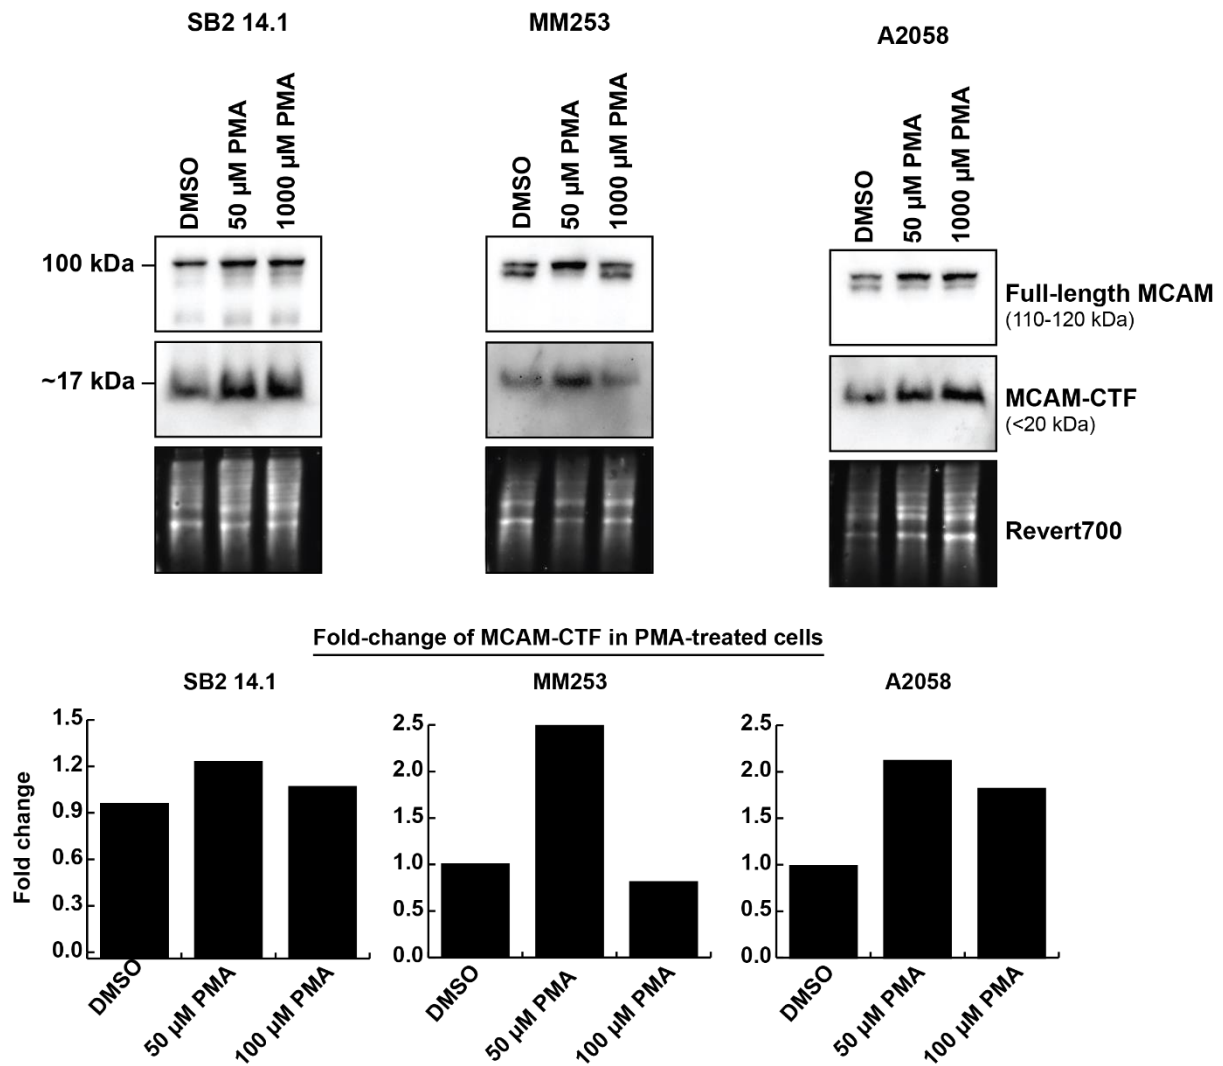 SB2 14.1
MM253
A2058
DMSO
50 µM PMA
1000 µM PMA
DMSO
50 µM PMA
1000 µM PMA
DMSO
50 µM PMA
1000 µM PMA
100 kDa
~17 kDa
Full-length MCAM
(110-120 kDa)
MCAM-CTF
(<20 kDa)
Revert700
Fold-change of MCAM-CTF in PMA-treated cells
SB2 14.1
MM253
A2058
Fold change
1.5
1.2
0.9
0.6
0.3
0.0
DMSO
50 µM PMA
100 µM PMA
2.5
2.0
1.5
1.0
0.5
0.0
DMSO
50 µM PMA
100 µM PMA
2.5
2.0
1.5
1.0
0.5
0.0
DMSO
50 µM PMA
100 µM PMA